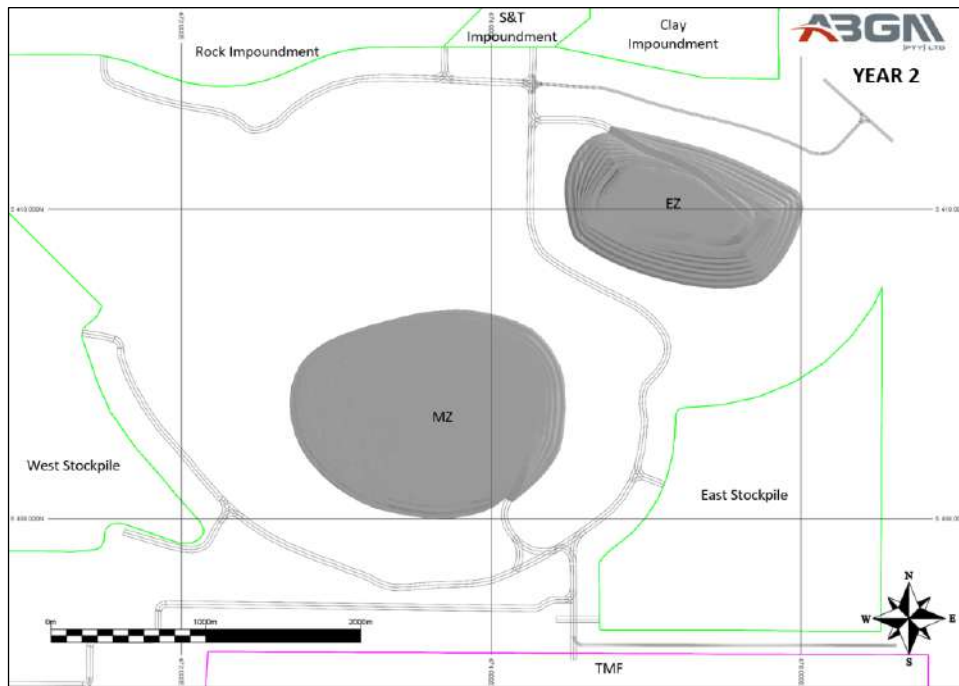 S&T
Impoundment
Clay
Impoundment
ABGM
(PTY) LTD
Rock Impoundment
YEAR 2
EZ
MZ
West Stockpile
East Stockpile
N
W
E
S
0m
1000m
2000m
TMF